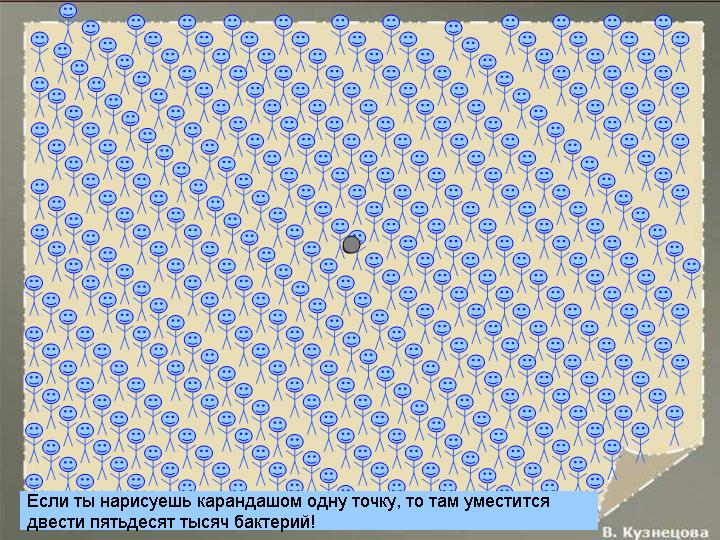 Если ты нарисуешь карандашом одну точку, то там уместится
двести пятьдесят тысяч бактерий!
В. Кузнецова